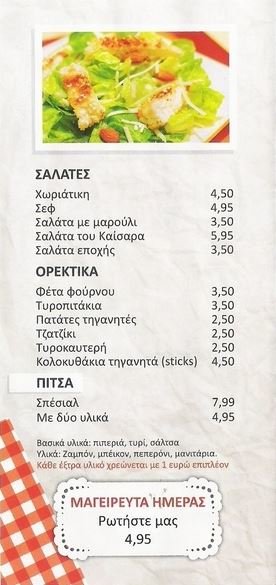 ΣΑΛΑΤΕΣ
Χωριάτικη 4,50
Σεφ 4,95
Σαλάτα με μαρούλι 3,50
Σαλάτα του Καίσαρα 5,95
Σαλάτα εποχής 3,50
ΟΡΕΚΤΙΚΑ
Φέτα φούρνου 3,50
Τυροπιτάκια 3,50
Πατάτες τηγανητές 2,50
Τζατζίκι 2,50
Τυροκαυτερή 2,50
Κολοκυθάκια τηγανητά (sticks) 4,50
ΠΙΤΣΑ
Σπέσιαλ 7,99
Με δύο υλικά 4,95
Βασικά υλικά: πιπεριά, τυρί, σάλτσα
Υλικά: Ζαμπόν, μπέικον, πεπερόνι, μανιτάρια.
Κάθε έξτρα υλικό χρεώνεται με 1 ευρώ επιπλέον
ΜΑΓΕΙΡΕΥΤΑ ΗΜΕΡΑΣ
Ρωτήστε μας
4,95